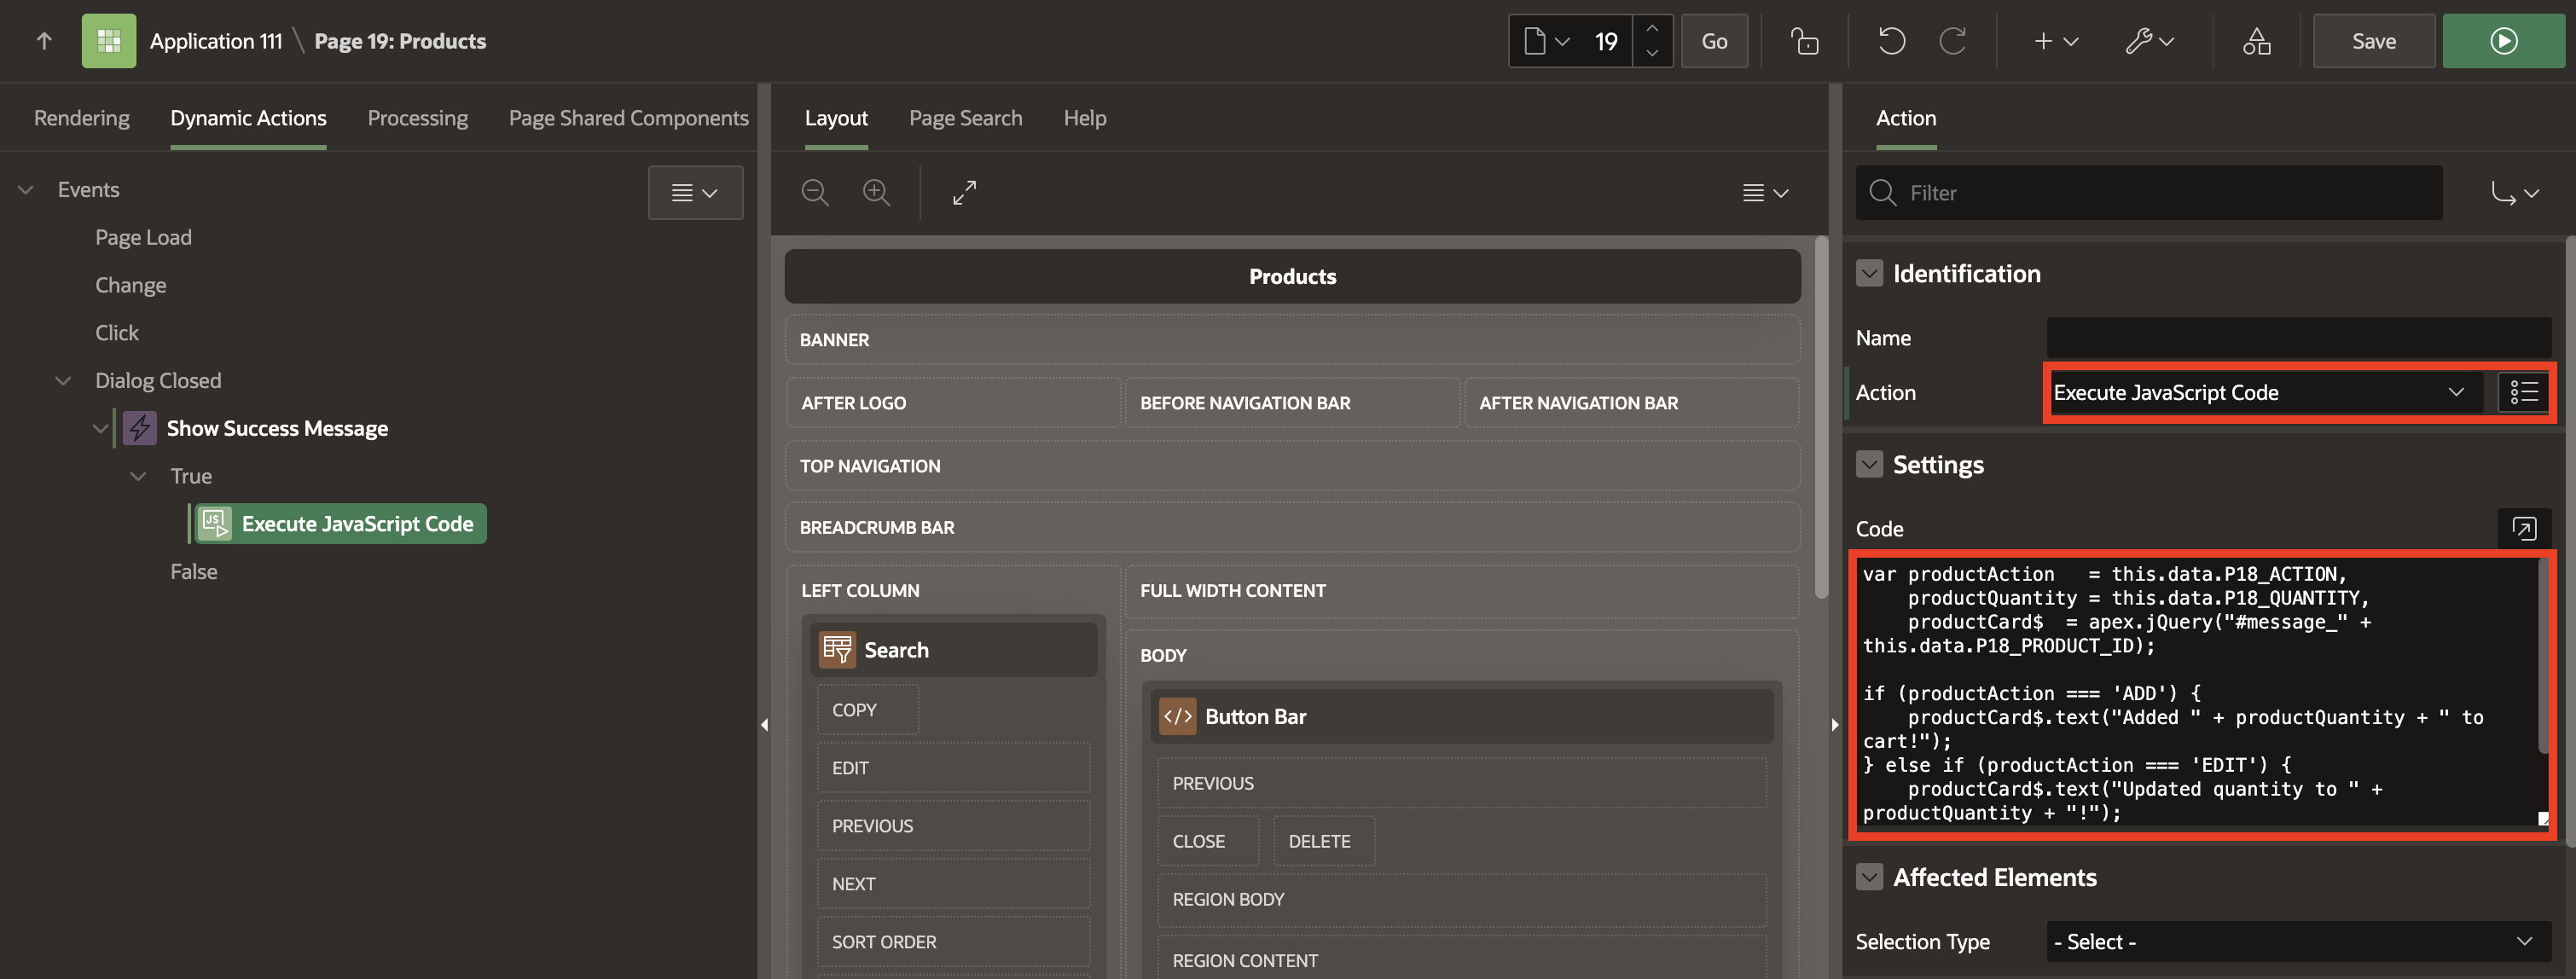 Application 111 \ Page 19: Products
19
Go
Save
Rendering
Dynamic Actions
Processing
Page Shared Components
Events
Page Load
Change
Click
Dialog Closed
Show Success Message
True
JS
Execute JavaScript Code
False
Layout
Page Search
Help
Products
BANNER
AFTER LOGO
BEFORE NAVIGATION BAR
AFTER NAVIGATION BAR
TOP NAVIGATION
BREADCRUMB BAR
LEFT COLUMN
Search
COPY
EDIT
PREVIOUS
NEXT
SORT ORDER
FULL WIDTH CONTENT
BODY
</> Button Bar
PREVIOUS
CLOSE
DELETE
REGION BODY
REGION CONTENT
Action
Filter
Identification
Name
Action
Execute JavaScript Code
Settings
Code
var productAction   = this.data.P18_ACTION,
    productQuantity = this.data.P18_QUANTITY,
    productCard$  = apex.jQuery("#message_" +
this.data.P18_PRODUCT_ID);
if (productAction === 'ADD') {
    productCard$.text("Added " + productQuantity + " to
cart!");
} else if (productAction === 'EDIT') {
    productCard$.text("Updated quantity to " +
productQuantity + "!");
Affected Elements
Selection Type
- Select -